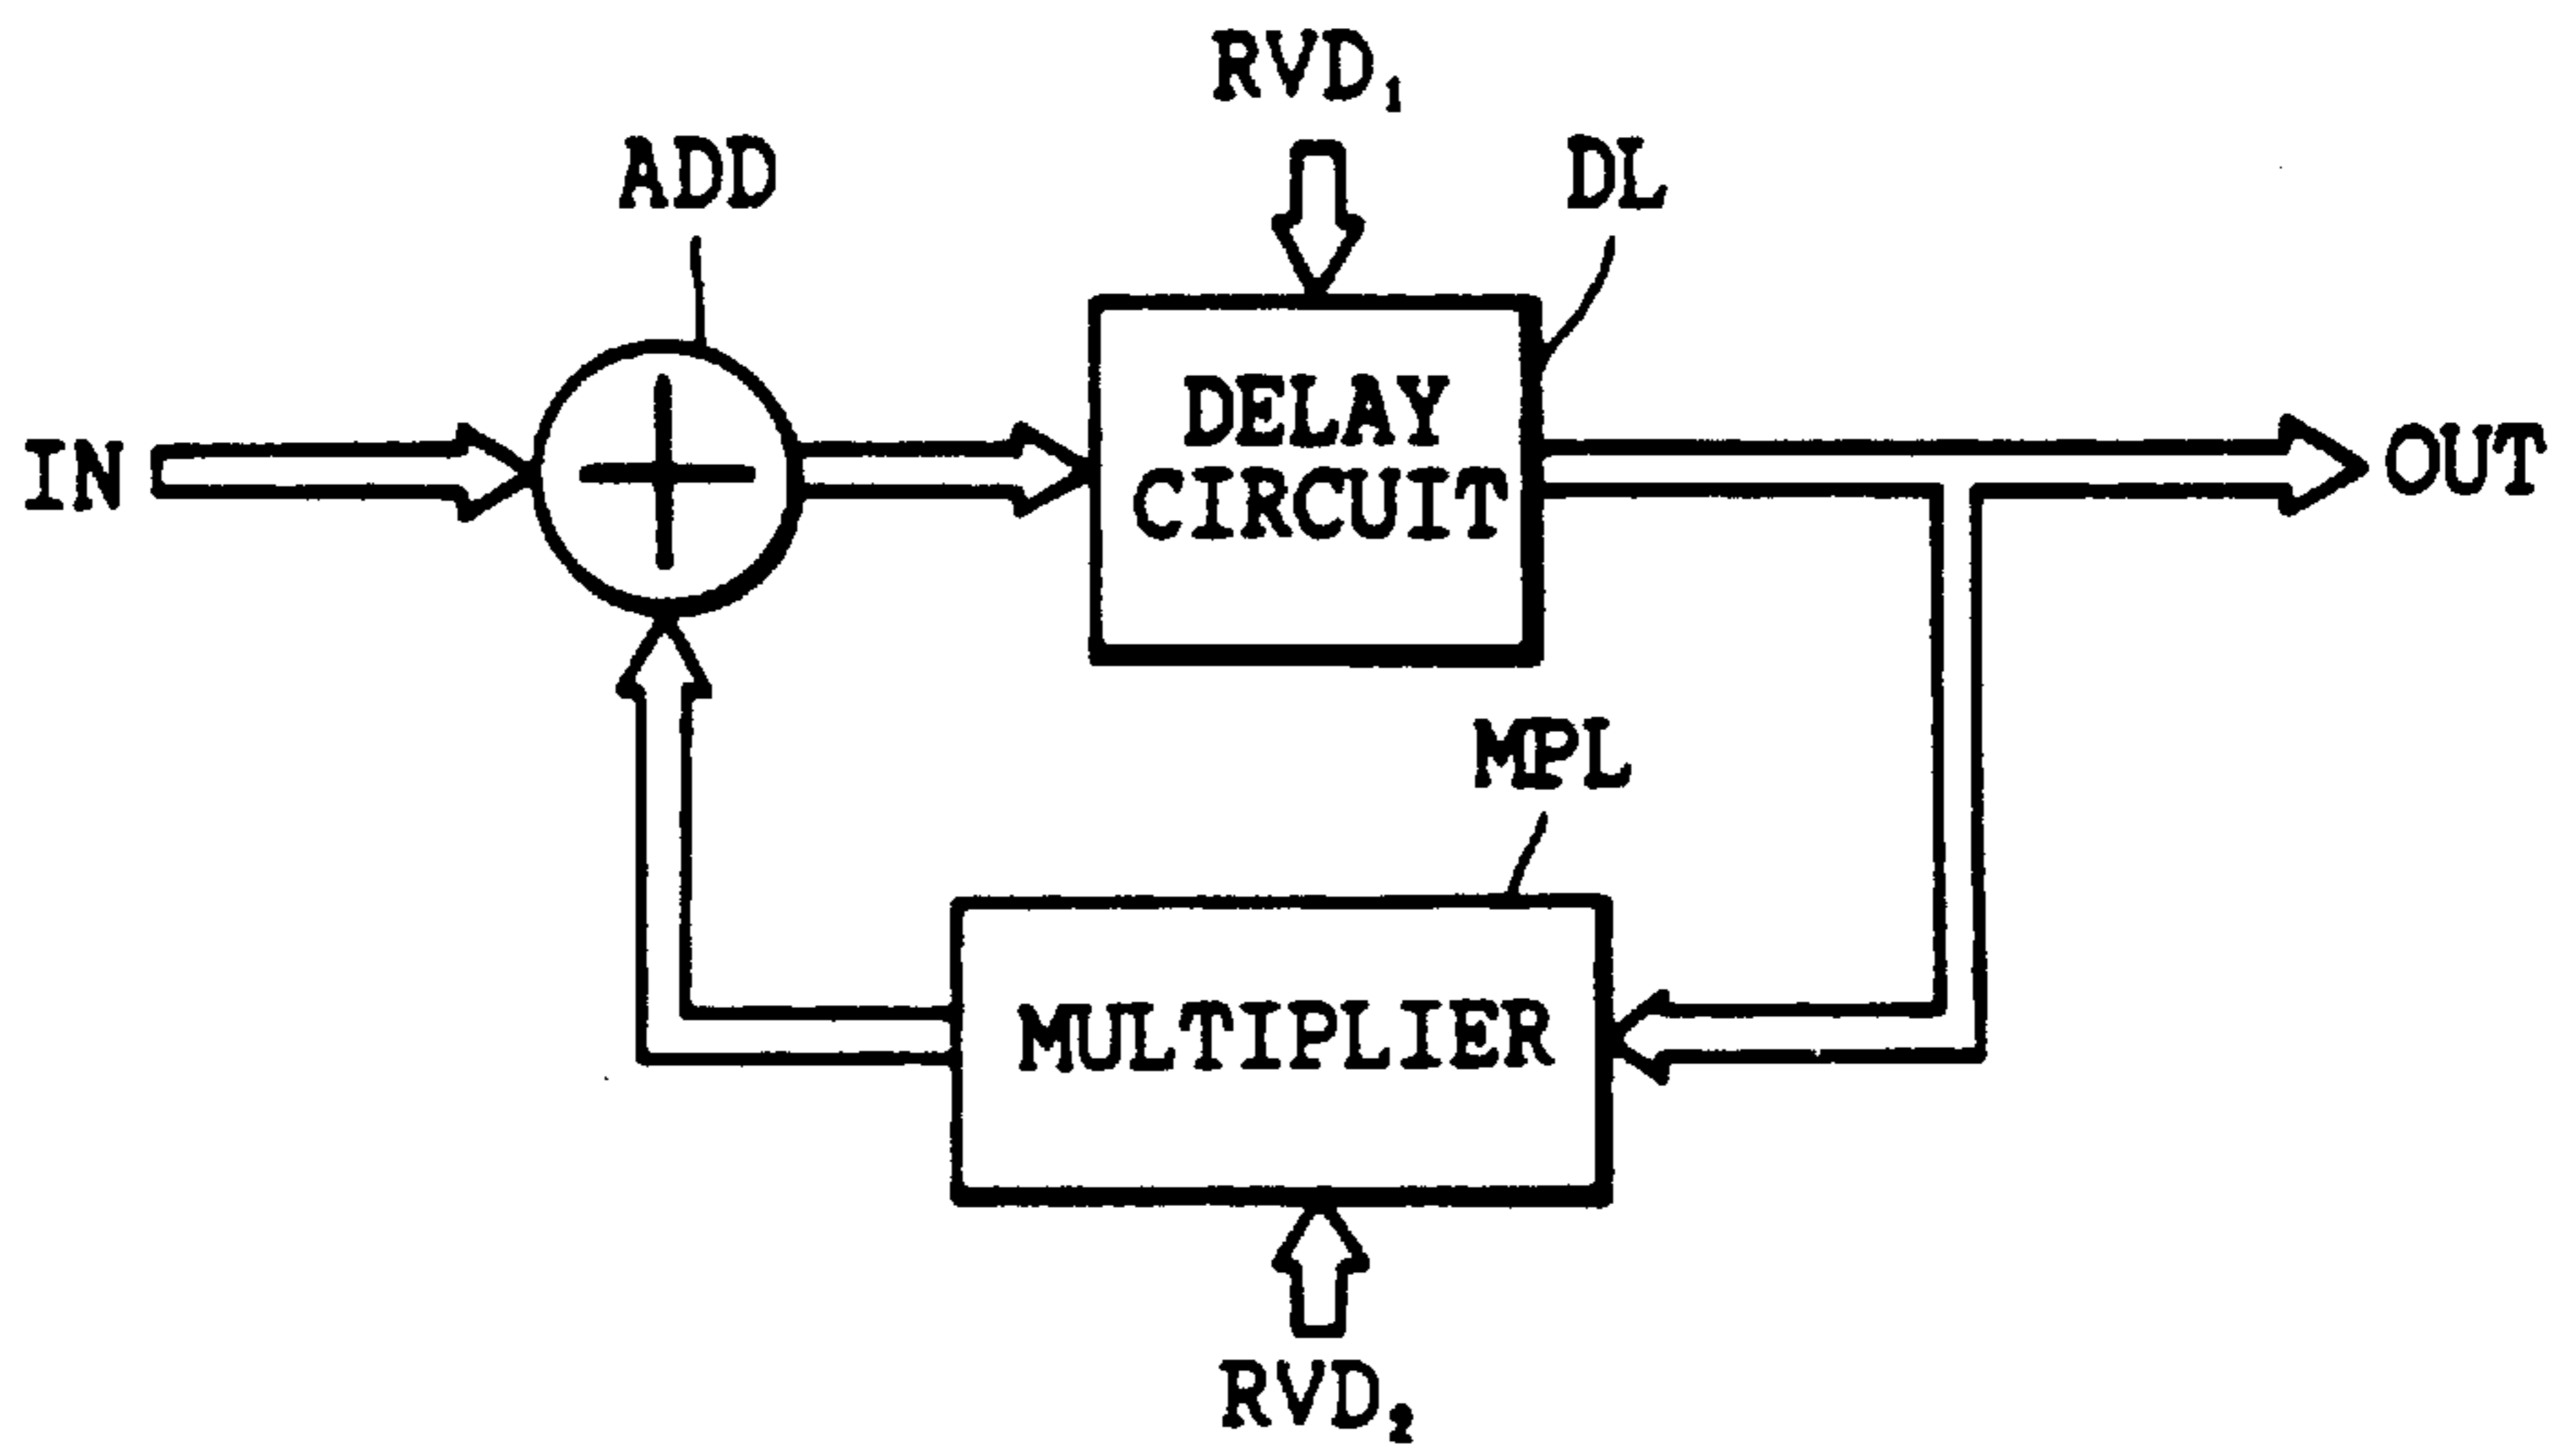 RVD₁
ADD
DL
IN
DELAY
CIRCUIT
OUT
MPL
MULTIPLIER
RVD₂